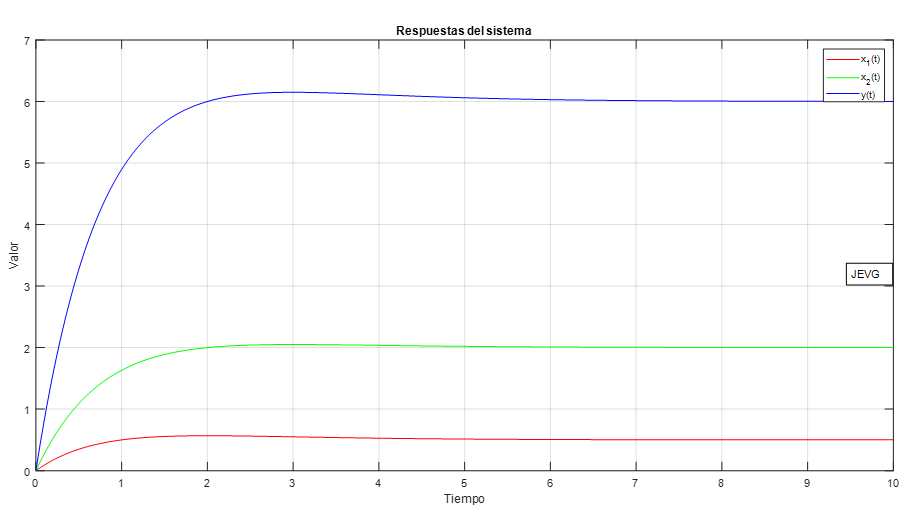 Respuestas del sistema
7
6
5
4
3
2
1
0
Valor
x1(t)
x2(t)
y(t)
JEVG
0 1 2 3 4 5 6 7 8 9 10
Tiempo